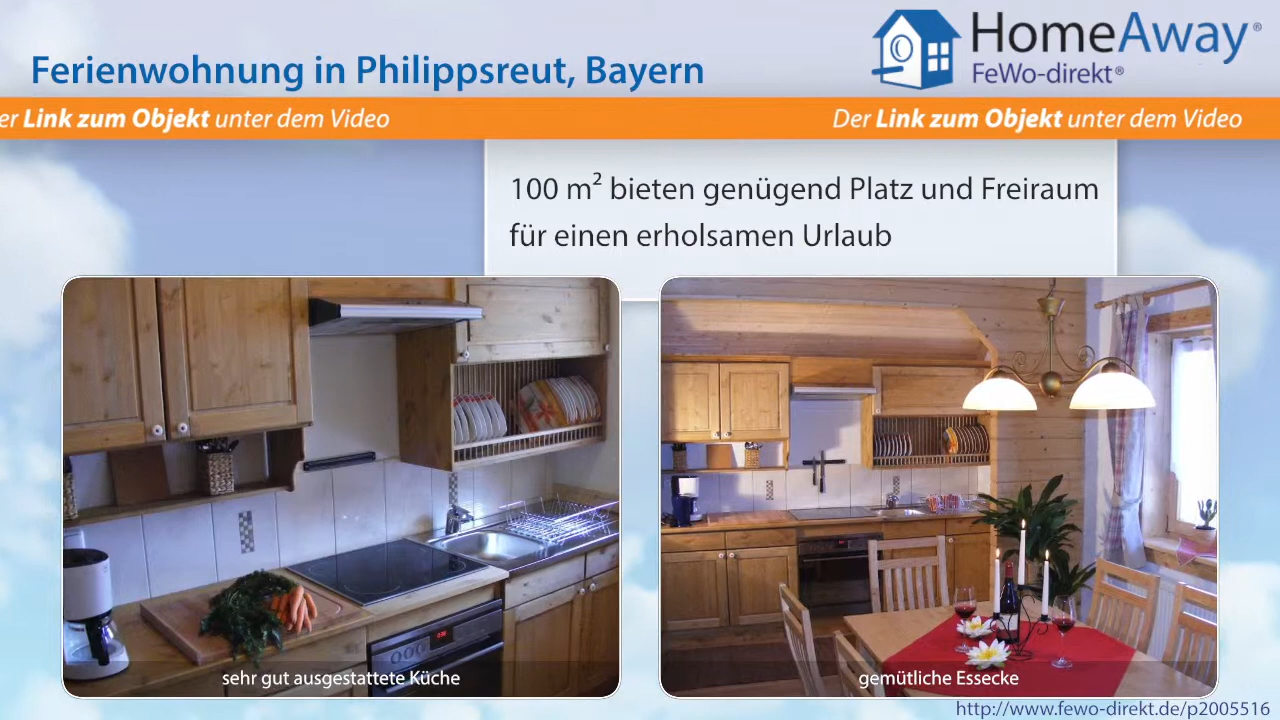 Ferienwohnung in Philippsreut, Bayern
HomeAway®
FeWo-direkt®
er Link zum Objekt unter dem Video
Der Link zum Objekt unter dem Video
100 m² bieten genügend Platz und Freiraum
für einen erholsamen Urlaub
sehr gut ausgestattete Küche
gemütliche Essecke
http://www.fewo-direkt.de/p2005516